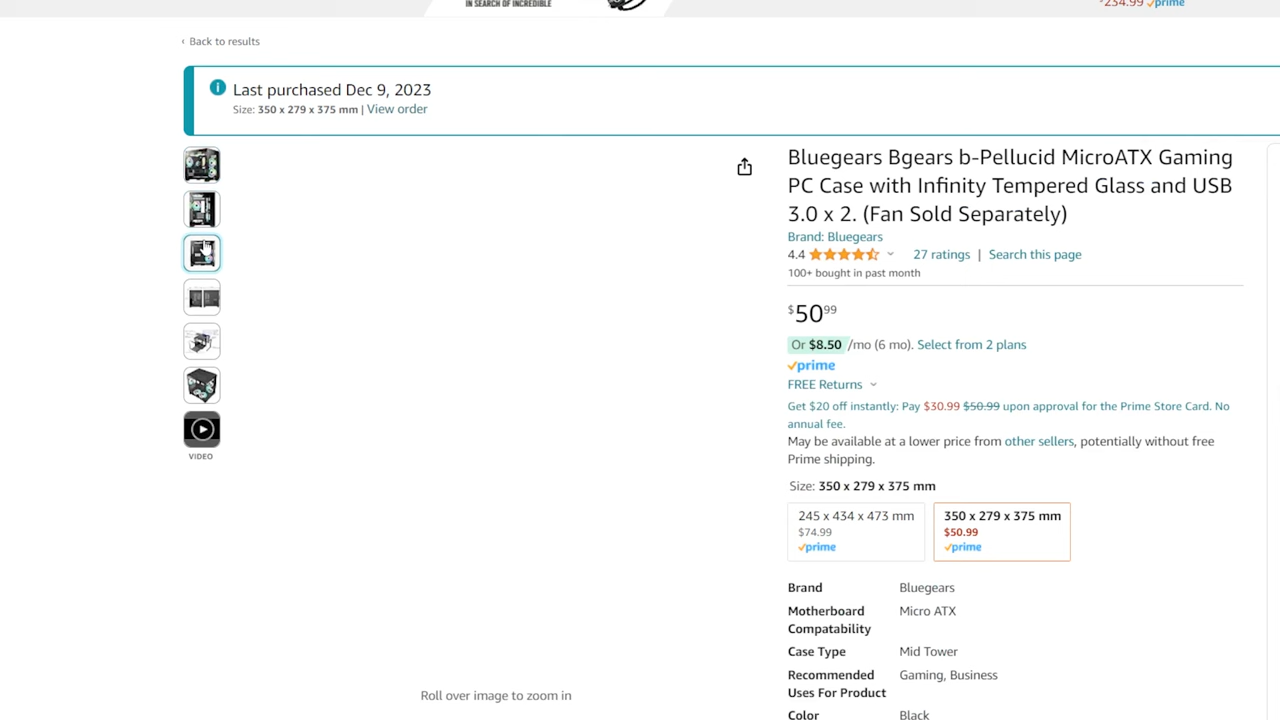 IN SEARCH OF INCREDIBLE
$234.99 prime
‹ Back to results
Last purchased Dec 9, 2023
Size: 350 x 279 x 375 mm | View order
Bluegears Bgears b-Pellucid MicroATX Gaming
PC Case with Infinity Tempered Glass and USB
3.0 x 2. (Fan Sold Separately)
Brand: Bluegears
4.4 27 ratings | Search this page
100+ bought in past month
$50 99
Or $8.50 /mo (6 mo). Select from 2 plans
prime
FREE Returns
Get $20 off instantly: Pay $30.99 $50.99 upon approval for the Prime Store Card. No
annual fee.
May be available at a lower price from other sellers, potentially without free
Prime shipping.
Size: 350 x 279 x 375 mm
245 x 434 x 473 mm
$74.99
prime
350 x 279 x 375 mm
$50.99
prime
Brand Bluegears
Motherboard Micro ATX
Compatability
Case Type Mid Tower
Recommended Gaming, Business
Uses For Product
Color Black
VIDEO
Roll over image to zoom in